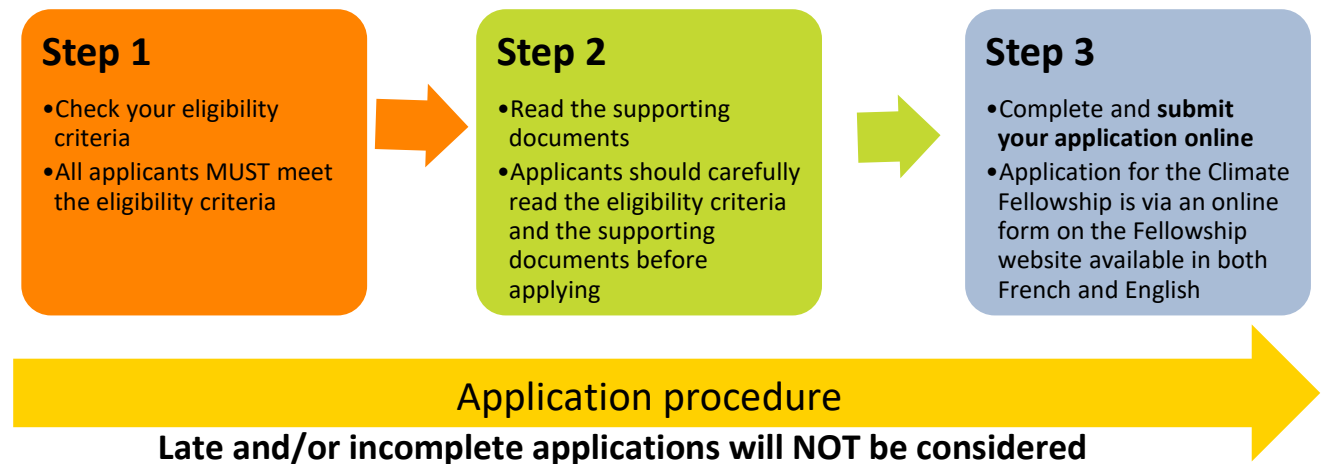 Step 1
•Check your eligibility
criteria
•All applicants MUST meet
the eligibility criteria
Step 2
•Read the supporting
documents
•Applicants should carefully
read the eligibility criteria
and the supporting
documents before
applying
Step 3
•Complete and submit
your application online
•Application for the Climate
Fellowship is via an online
form on the Fellowship
website available in both
French and English
Application procedure
Late and/or incomplete applications will NOT be considered